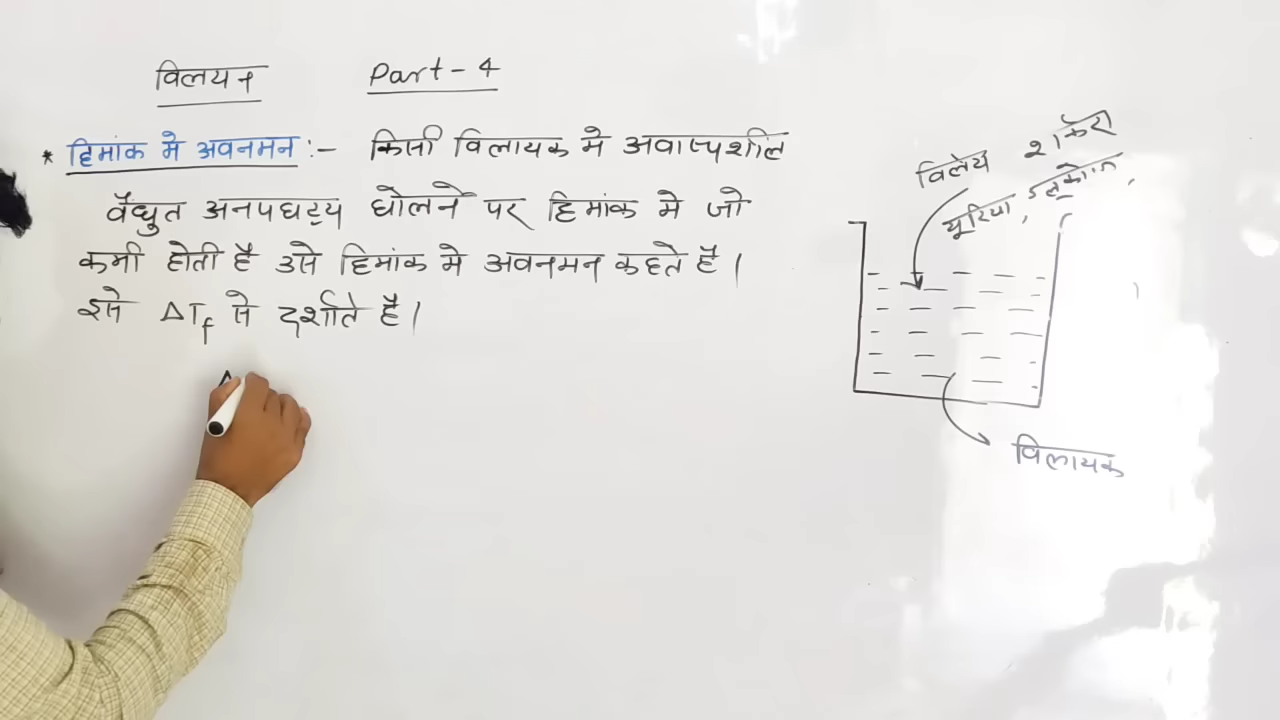 विलयन Part - 4
* हिमांक मे अवनमन :- किसी विलायक मे अवाष्पशील
वैद्युत अनपघट्य घोलने पर हिमांक मे जो
कमी होती है उसे हिमांक मे अवनमन कहते है।
इसे ΔTf से दर्शाते है।
Δ
विलेय शर्करा
यूरिया, ग्लूकोज,
विलायक